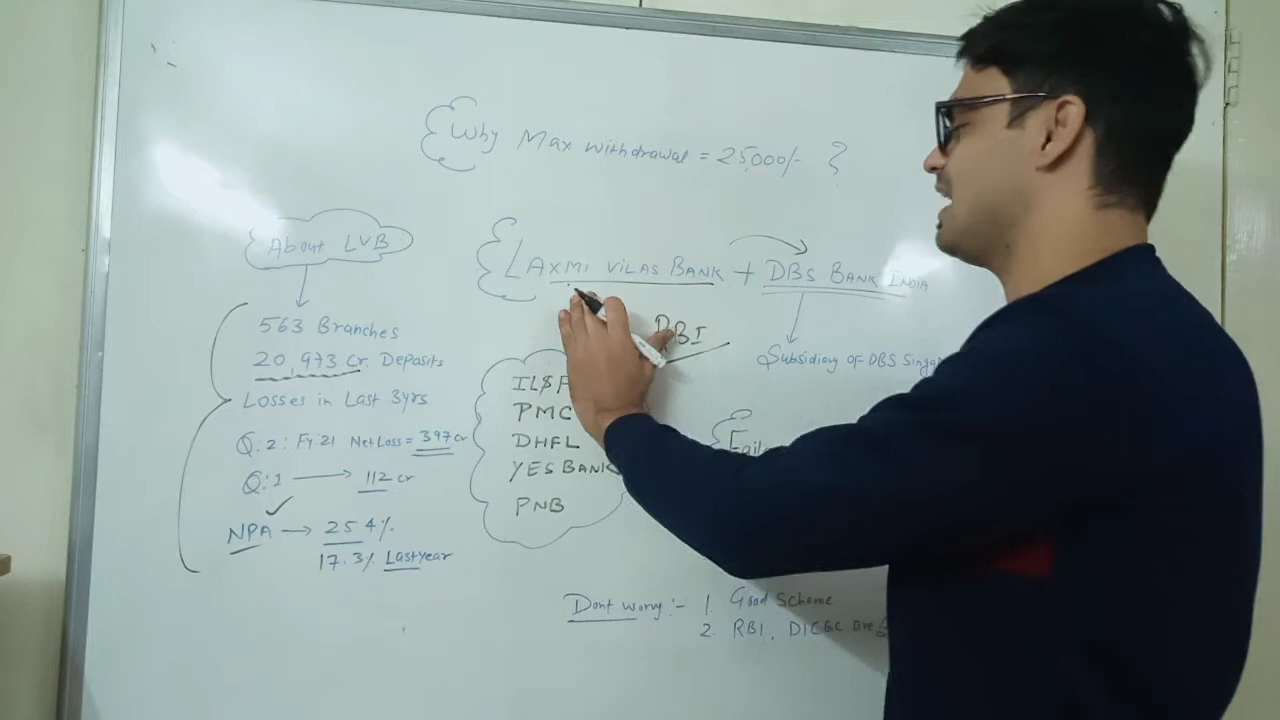 Why Max withdrawal = 25,000/- ?
About LVB
563 Branches
20,973 Cr. Deposits
Losses in Last 3yrs
Q:2: Fy.21 Net Loss = 397 cr
Q:1 → 112 cr
NPA → 25.4%
17.3% Last year
LAXMI VILAS BANK + DBS BANK INDIA
RBI
Subsidiary of DBS
PMC
DHFL
YES BANK
PNB
Dont worry :- 1. Good Scheme
2. RBI, DICGC are